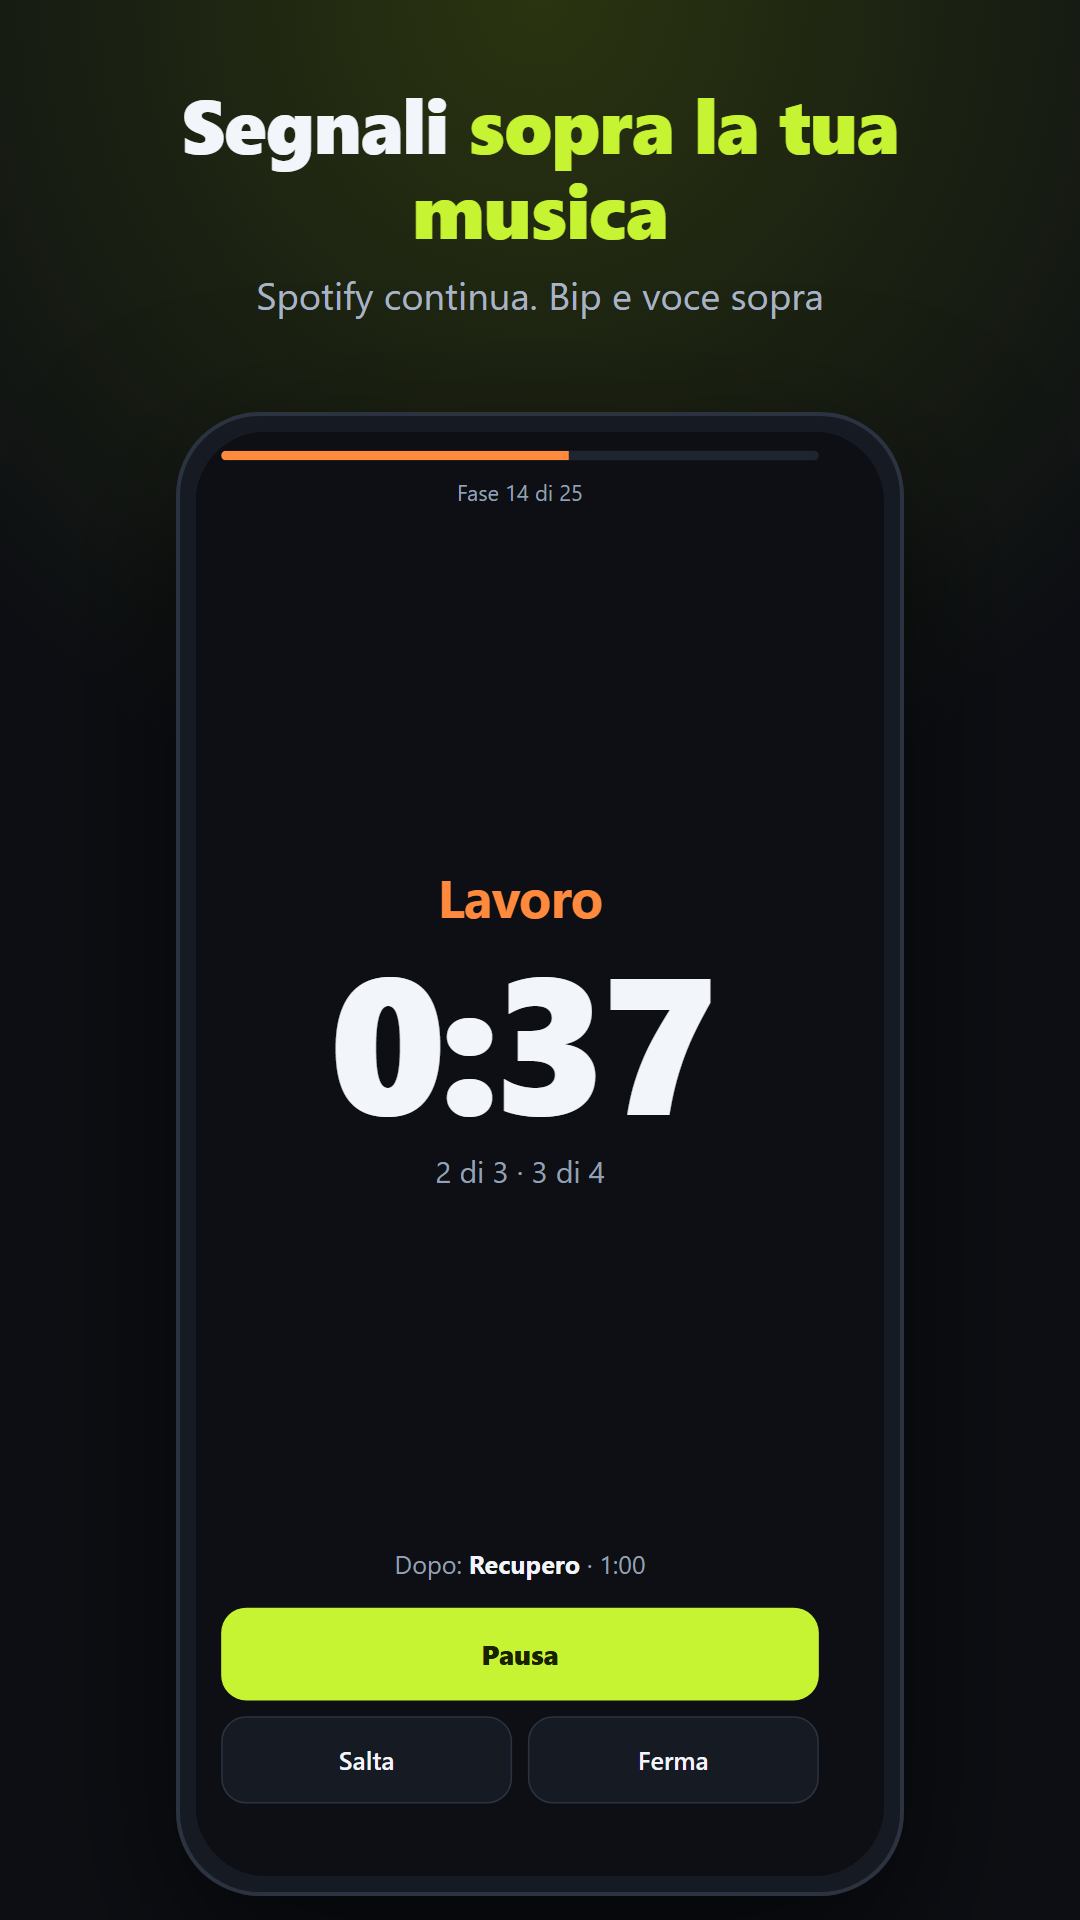 Segnali sopra la tua
musica
Spotify continua. Bip e voce sopra
Fase 14 di 25
Lavoro
0:37
2 di 3 · 3 di 4
Dopo: Recupero · 1:00
Pausa
Salta
Ferma